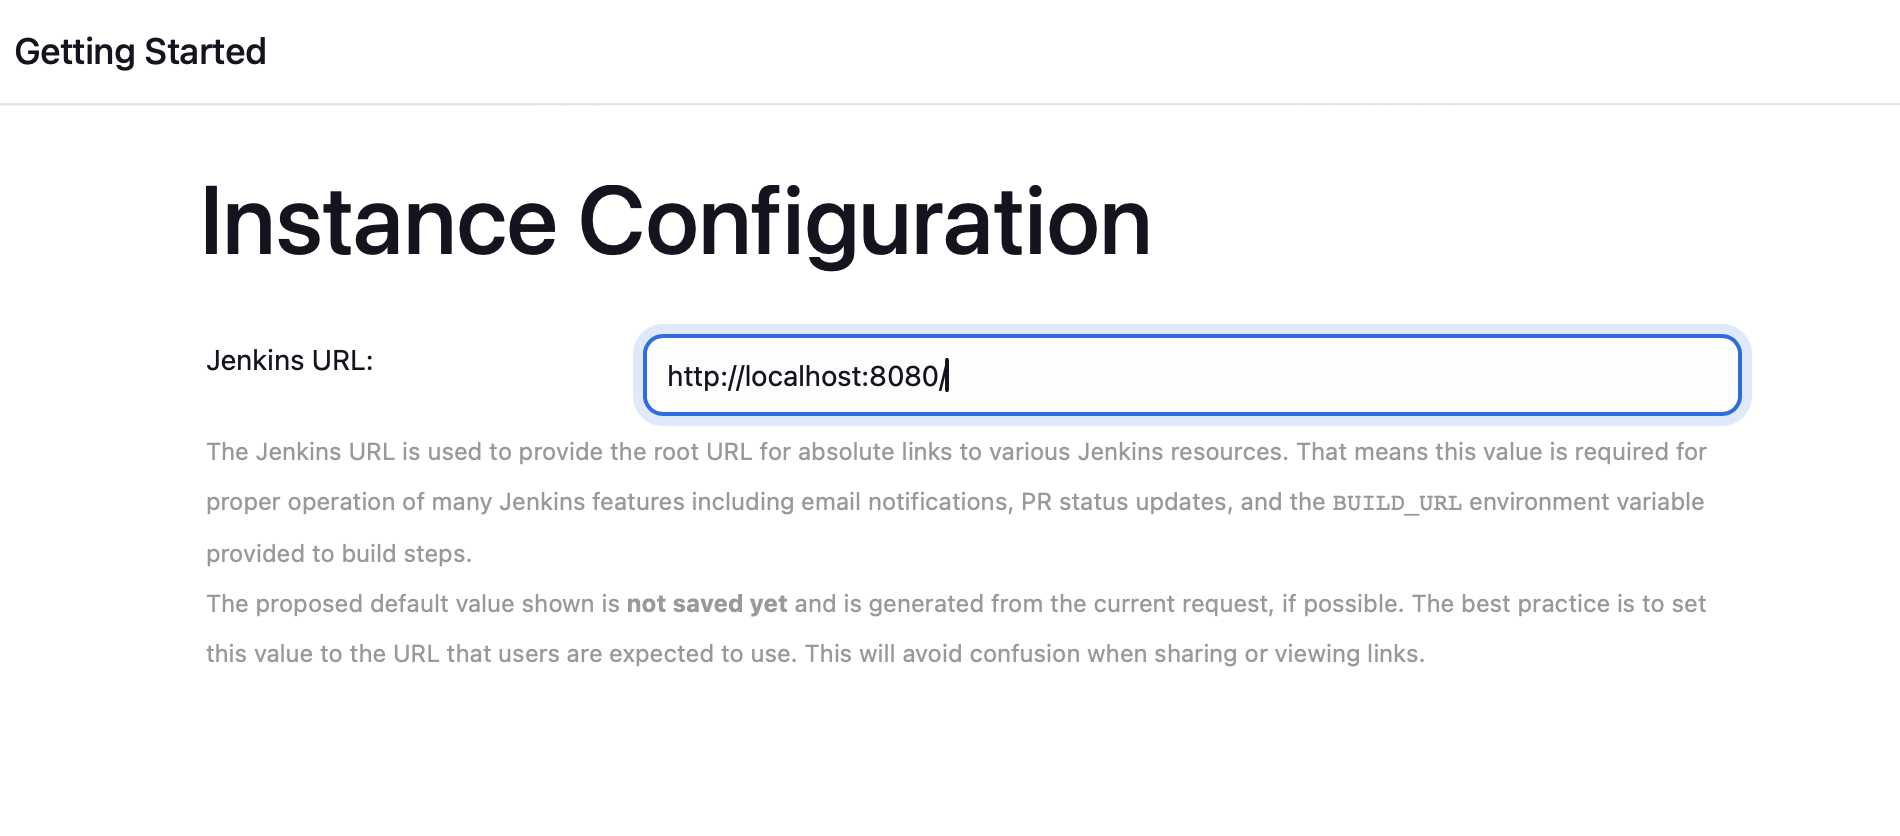 Getting Started
Instance Configuration
Jenkins URL:
http://localhost:8080/
The Jenkins URL is used to provide the root URL for absolute links to various Jenkins resources. That means this value is required for
proper operation of many Jenkins features including email notifications, PR status updates, and the BUILD_URL environment variable
provided to build steps.
The proposed default value shown is not saved yet and is generated from the current request, if possible. The best practice is to set
this value to the URL that users are expected to use. This will avoid confusion when sharing or viewing links.